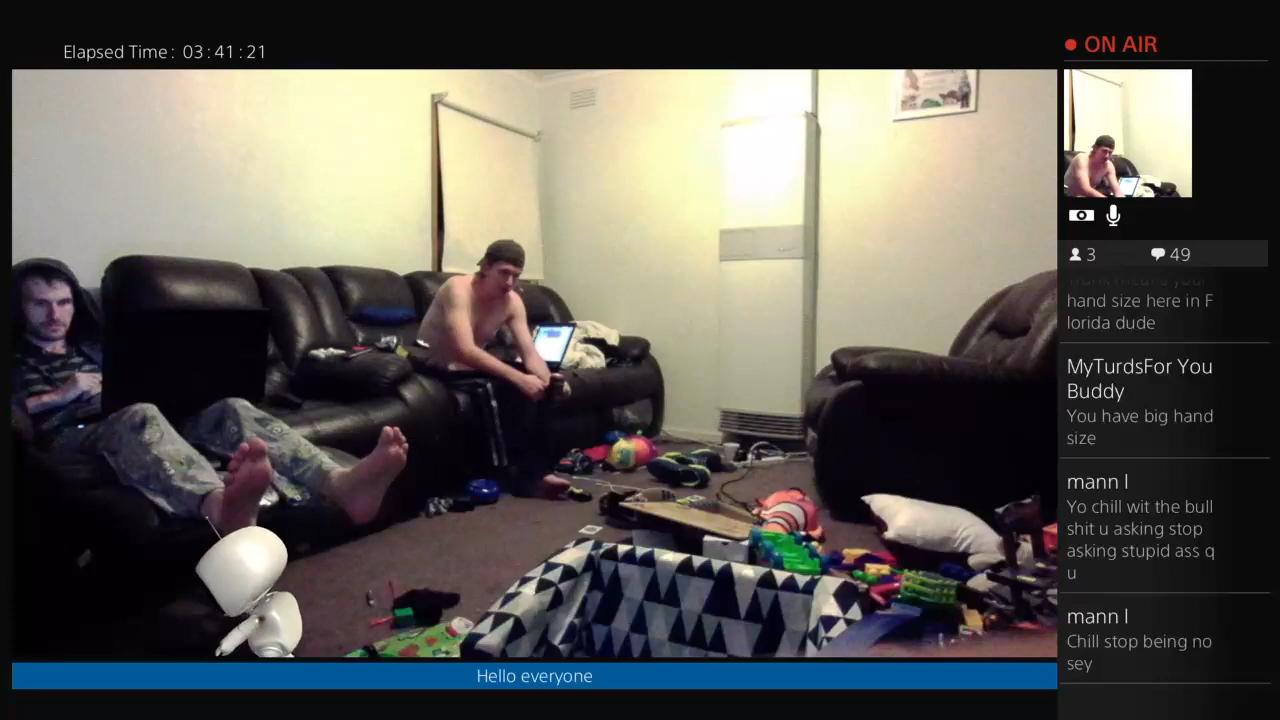 Elapsed Time: 03:41:21
ON AIR
3 49
hand size here in F
lorida dude
MyTurdsFor You
Buddy
You have big hand
size
mann l
Yo chill wit the bull
shit u asking stop
asking stupid ass q
u
mann l
Chill stop being no
sey
Hello everyone